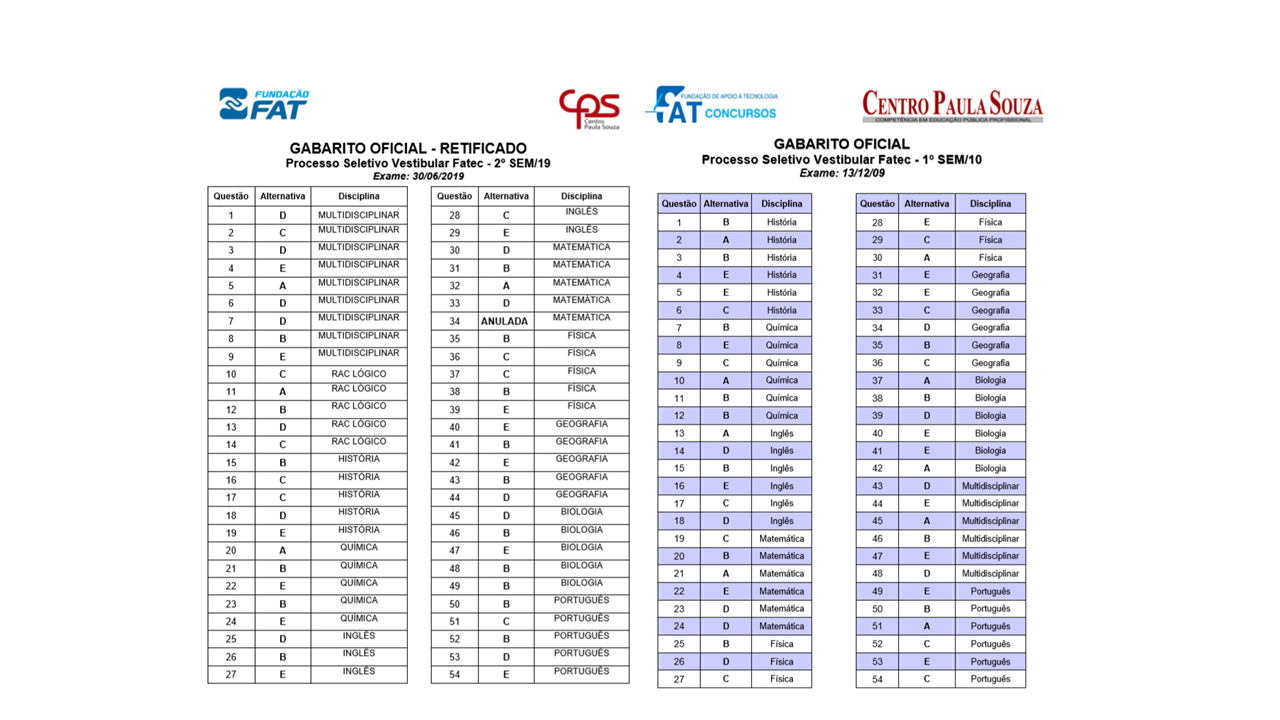 FUNDAÇÃO
FAT
CPS
Centro
Paula Souza
GABARITO OFICIAL - RETIFICADO
Processo Seletivo Vestibular Fatec - 2º SEM/19
Exame: 30/06/2019
Questão Alternativa Disciplina
1 D MULTIDISCIPLINAR
2 C MULTIDISCIPLINAR
3 D MULTIDISCIPLINAR
4 E MULTIDISCIPLINAR
5 A MULTIDISCIPLINAR
6 D MULTIDISCIPLINAR
7 D MULTIDISCIPLINAR
8 B MULTIDISCIPLINAR
9 E MULTIDISCIPLINAR
10 C RAC LÓGICO
11 A RAC LÓGICO
12 B RAC LÓGICO
13 D RAC LÓGICO
14 C RAC LÓGICO
15 B HISTÓRIA
16 C HISTÓRIA
17 C HISTÓRIA
18 D HISTÓRIA
19 E HISTÓRIA
20 A QUÍMICA
21 B QUÍMICA
22 E QUÍMICA
23 B QUÍMICA
24 E QUÍMICA
25 D INGLÊS
26 B INGLÊS
27 E INGLÊS
Questão Alternativa Disciplina
28 C INGLÊS
29 E INGLÊS
30 D MATEMÁTICA
31 B MATEMÁTICA
32 A MATEMÁTICA
33 D MATEMÁTICA
34 ANULADA MATEMÁTICA
35 B FÍSICA
36 C FÍSICA
37 C FÍSICA
38 B FÍSICA
39 E FÍSICA
40 E GEOGRAFIA
41 B GEOGRAFIA
42 E GEOGRAFIA
43 B GEOGRAFIA
44 D GEOGRAFIA
45 D BIOLOGIA
46 B BIOLOGIA
47 E BIOLOGIA
48 B BIOLOGIA
49 B BIOLOGIA
50 B PORTUGUÊS
51 C PORTUGUÊS
52 B PORTUGUÊS
53 D PORTUGUÊS
54 E PORTUGUÊS
FUNDAÇÃO DE APOIO A TECNOLOGIA
FAT CONCURSOS
CENTRO PAULA SOUZA
COMPETÊNCIA EM EDUCAÇÃO PÚBLICA PROFISSIONAL
GABARITO OFICIAL
Processo Seletivo Vestibular Fatec - 1º SEM/10
Exame: 13/12/09
Questão Alternativa Disciplina
1 B História
2 A História
3 B História
4 E História
5 E História
6 C História
7 B Química
8 E Química
9 C Química
10 A Química
11 B Química
12 B Química
13 A Inglês
14 D Inglês
15 B Inglês
16 E Inglês
17 C Inglês
18 D Inglês
19 C Matemática
20 B Matemática
21 A Matemática
22 E Matemática
23 D Matemática
24 D Matemática
25 B Física
26 D Física
27 C Física
Questão Alternativa Disciplina
28 E Física
29 C Física
30 A Física
31 E Geografia
32 E Geografia
33 C Geografia
34 D Geografia
35 B Geografia
36 C Geografia
37 A Biologia
38 B Biologia
39 D Biologia
40 E Biologia
41 E Biologia
42 A Biologia
43 D Multidisciplinar
44 E Multidisciplinar
45 A Multidisciplinar
46 B Multidisciplinar
47 E Multidisciplinar
48 D Multidisciplinar
49 E Português
50 B Português
51 A Português
52 C Português
53 E Português
54 C Português